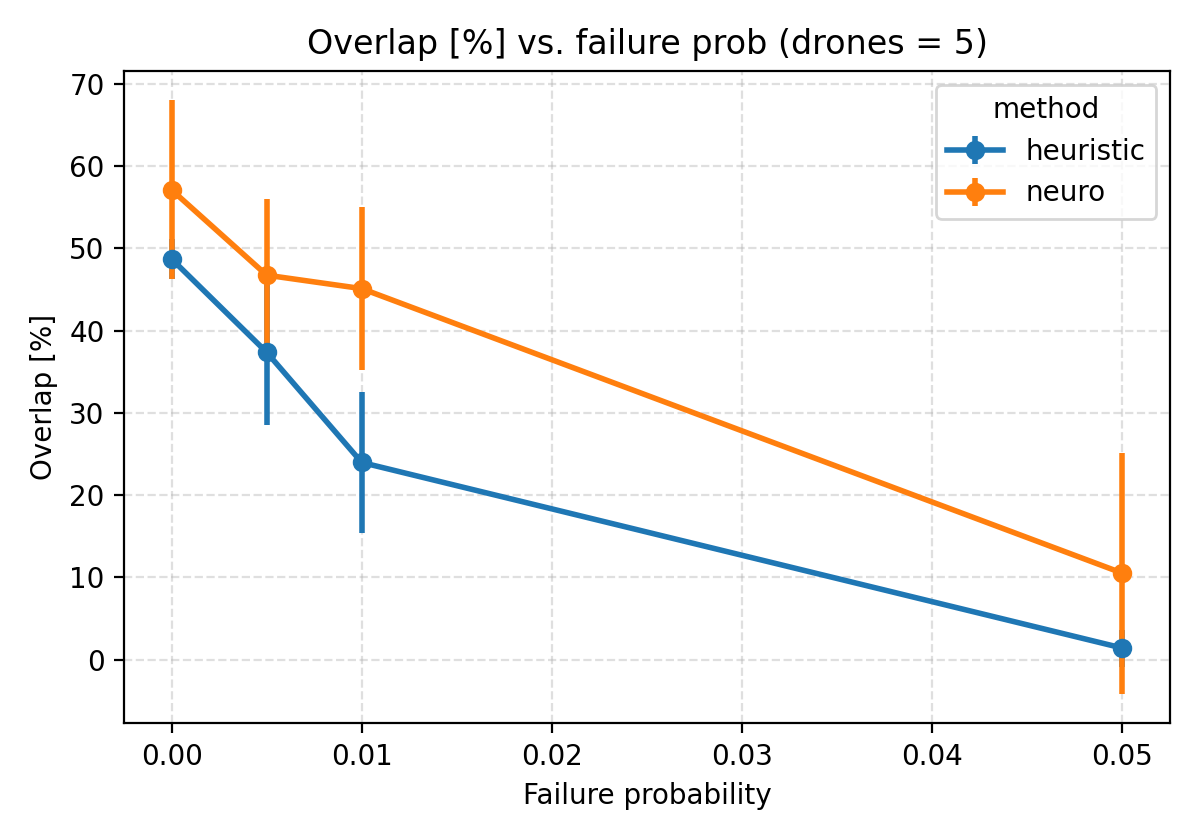 Overlap [%] vs. failure prob (drones = 5)
method
heuristic
neuro
70
60
50
40
30
20
10
0
Overlap [%]
0.00 0.01 0.02 0.03 0.04 0.05
Failure probability